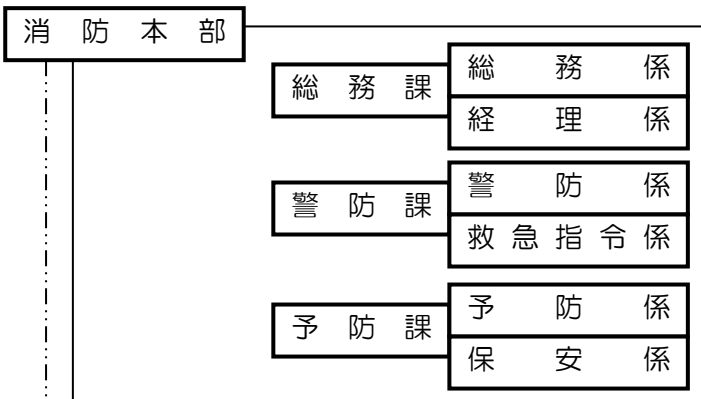 消防本部
総務課
総務係
経理係
警防課
警防係
救急指令係
予防課
予防係
保安係